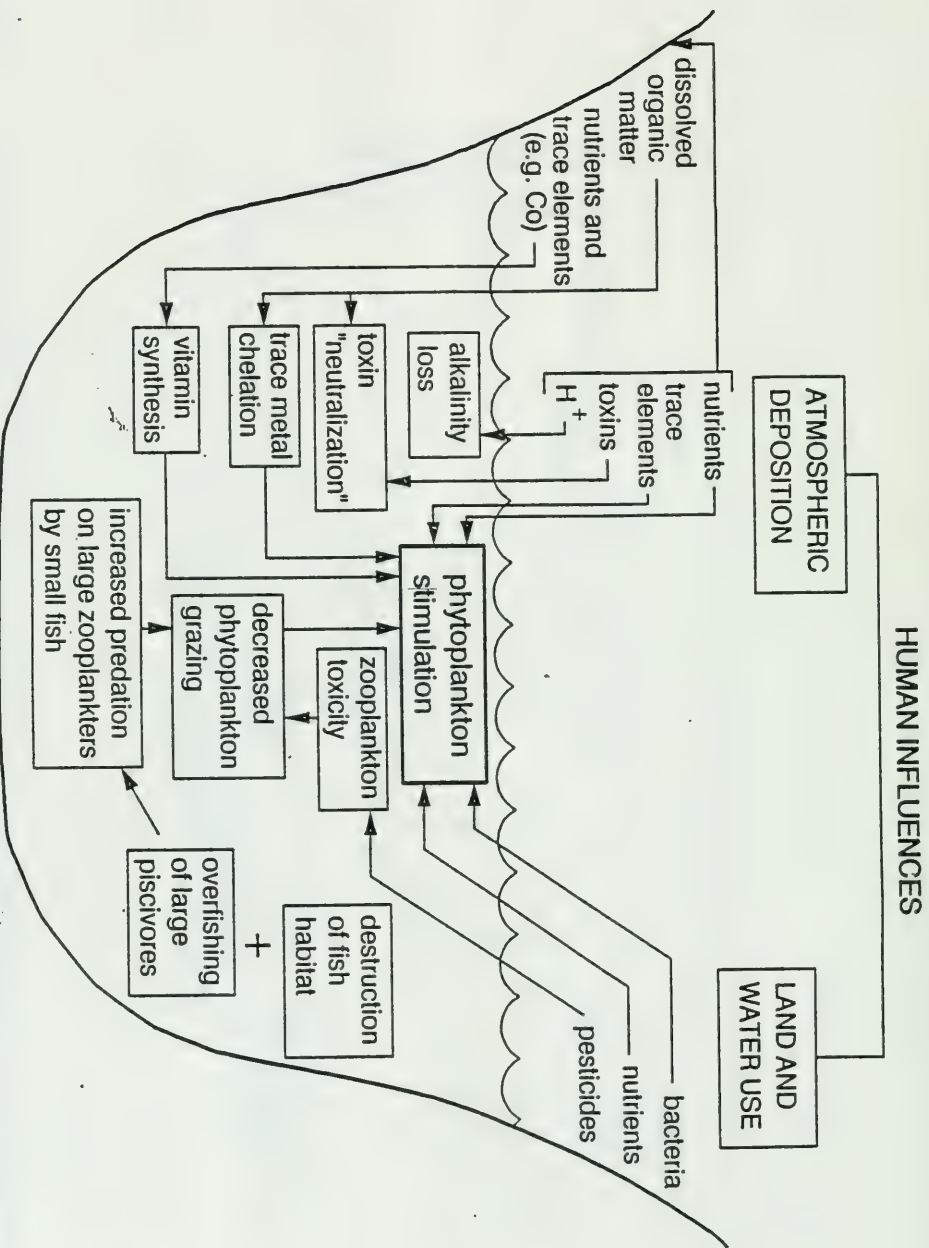 HUMAN INFLUENCES
ATMOSPHERIC
DEPOSITION
LAND AND
WATER USE
dissolved
organic
matter
nutrients and
trace elements
(e.g. Co)
nutrients
trace
elements
toxins
H+
bacteria
nutrients
pesticides
alkalinity
loss
toxin
"neutralization"
trace metal
chelation
vitamin
synthesis
phytoplankton
stimulation
zooplankton
toxicity
decreased
phytoplankton
grazing
increased predation
on large zooplankters
by small fish
destruction
of fish
habitat
+
overfishing
of large
piscivores